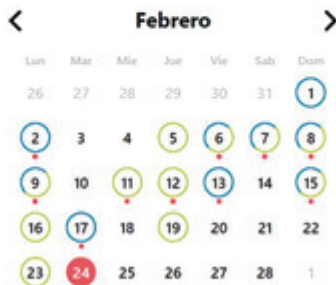 Febrero
Lun Mar Mie Jue Vie Sab Dom
26 27 28 29 30 31 1
2 3 4 5 6 7 8
9 10 11 12 13 14 15
16 17 18 19 20 21 22
23 24 25 26 27 28 1